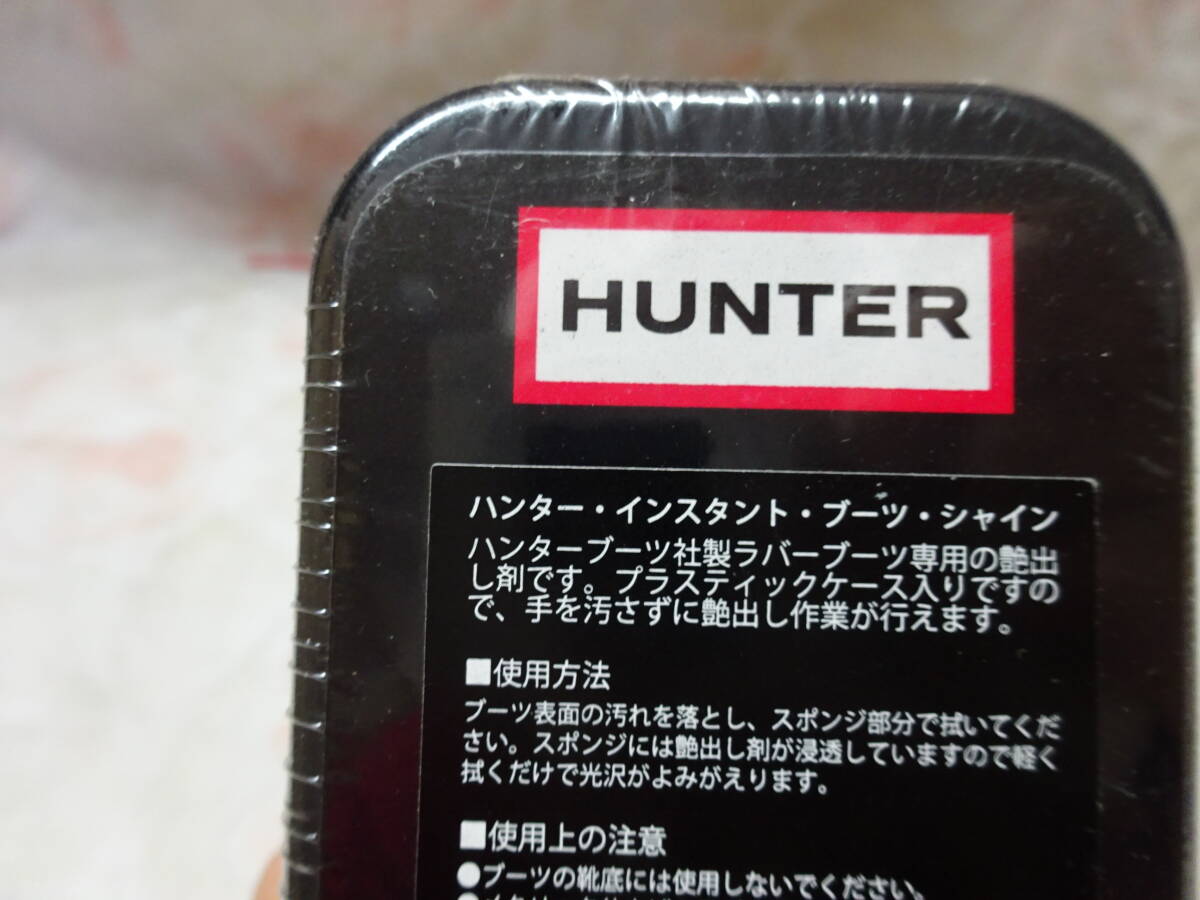 HUNTER
ハンター・インスタント・ブーツ・シャイン
ハンターブーツ社製ラバーブーツ専用の艶出
し剤です。プラスティックケース入りですの
で、手を汚さずに艶出し作業が行えます。
■使用方法
ブーツ表面の汚れを落とし、スポンジ部分で拭いてくだ
さい。スポンジには艶出し剤が浸透していますので軽く
拭くだけで光沢がよみがえります。
■使用上の注意
●ブーツの靴底には使用しないでください。